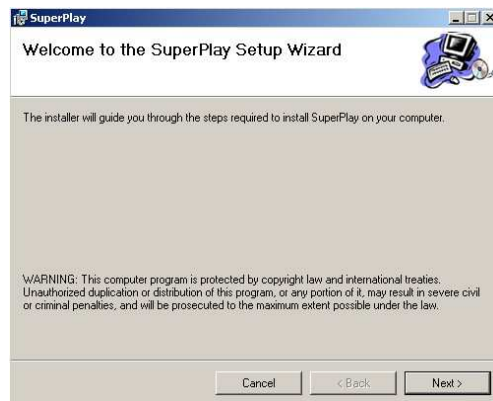 SuperPlay
Welcome to the SuperPlay Setup Wizard
The installer will guide you through the steps required to install SuperPlay on your computer.
WARNING: This computer program is protected by copyright law and international treaties.
Unauthorized duplication or distribution of this program, or any portion of it, may result in severe civil
or criminal penalties, and will be prosecuted to the maximum extent possible under the law.
Cancel
< Back
Next >